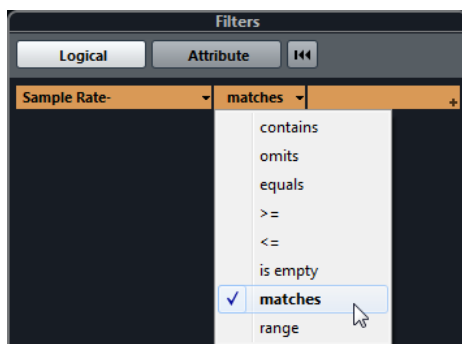 Filters
Logical Attribute
Sample Rate- matches +
contains
omits
equals
>=
<=
is empty
✓ matches
range